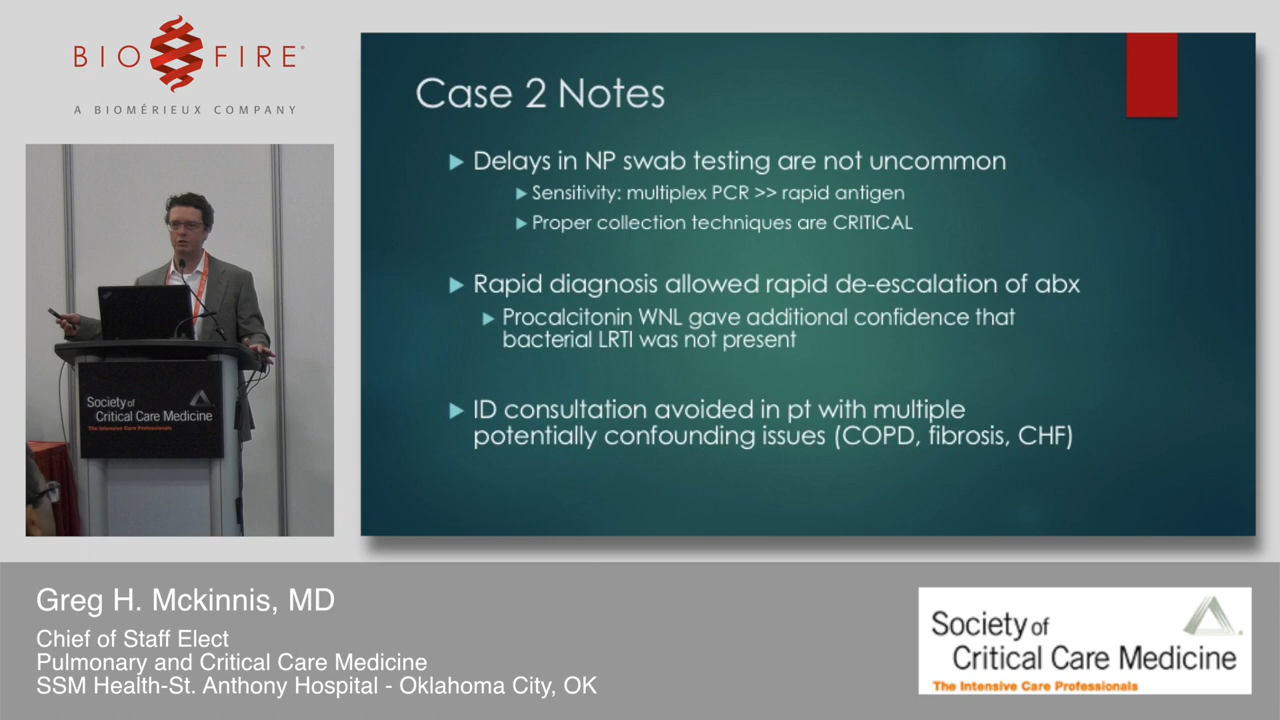 BIO FIRE
A BIOMÉRIEUX COMPANY
Case 2 Notes
Delays in NP swab testing are not uncommon
Sensitivity: multiplex PCR >> rapid antigen
Proper collection techniques are CRITICAL
Rapid diagnosis allowed rapid de-escalation of abx
Procalcitonin WNL gave additional confidence that
bacterial LRTI was not present
ID consultation avoided in pt with multiple
potentially confounding issues (COPD, fibrosis, CHF)
Society of
Critical Care Medicine
The Intensive Care Professionals
Greg H. Mckinnis, MD
Chief of Staff Elect
Pulmonary and Critical Care Medicine
SSM Health-St. Anthony Hospital - Oklahoma City, OK
Society of
Critical Care Medicine
The Intensive Care Professionals